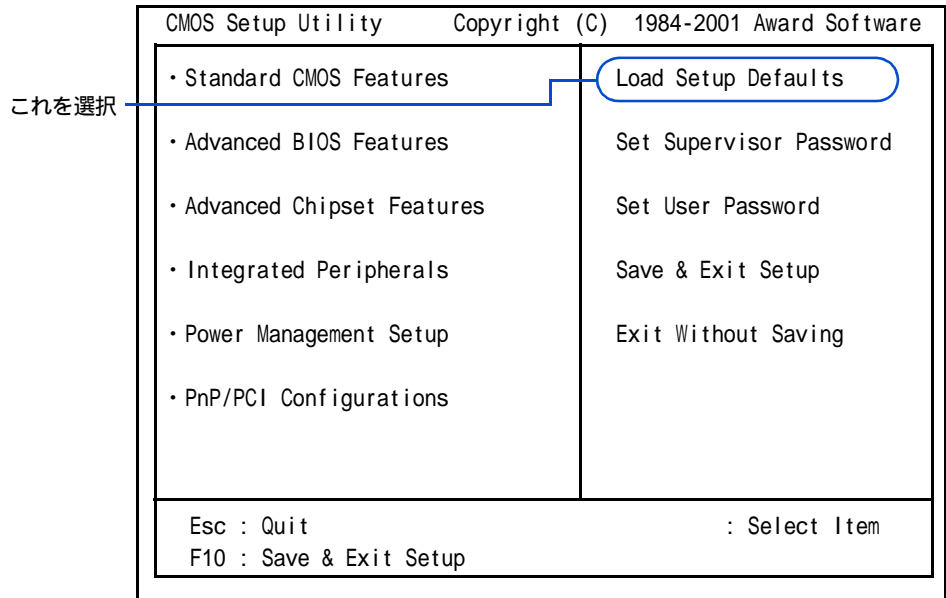 CMOS Setup Utility Copyright (C) 1984-2001 Award Software
これを選択
・Standard CMOS Features
・Advanced BIOS Features
・Advanced Chipset Features
・Integrated Peripherals
・Power Management Setup
・PnP/PCI Configurations
Load Setup Defaults
Set Supervisor Password
Set User Password
Save & Exit Setup
Exit Without Saving
Esc : Quit : Select Item
F10 : Save & Exit Setup